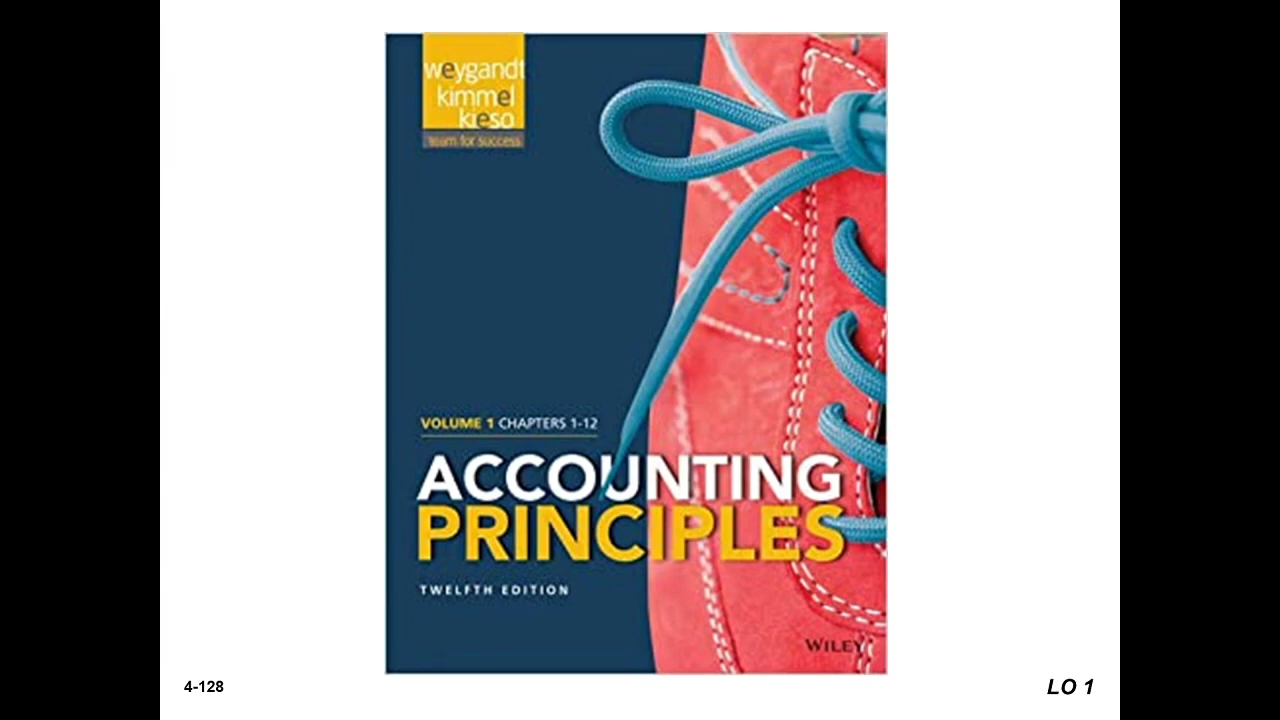 weygandt
kimmel
kieso
team for success
VOLUME 1 CHAPTERS 1-12
ACCOUNTING
PRINCIPLES
TWELFTH EDITION
WILEY
4-128
LO 1